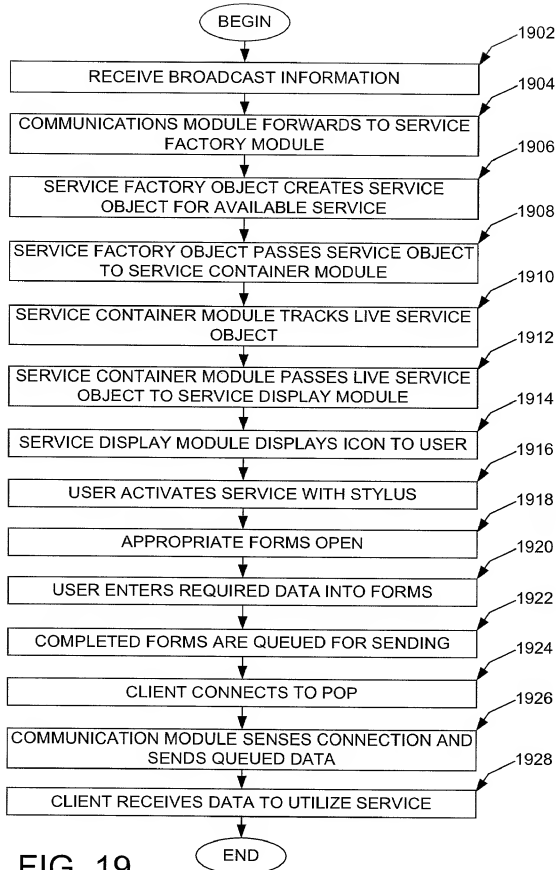 BEGIN
1902
RECEIVE BROADCAST INFORMATION
1904
COMMUNICATIONS MODULE FORWARDS TO SERVICE
FACTORY MODULE
1906
SERVICE FACTORY OBJECT CREATES SERVICE
OBJECT FOR AVAILABLE SERVICE
1908
SERVICE FACTORY OBJECT PASSES SERVICE OBJECT
TO SERVICE CONTAINER MODULE
1910
SERVICE CONTAINER MODULE TRACKS LIVE SERVICE
OBJECT
1912
SERVICE CONTAINER MODULE PASSES LIVE SERVICE
OBJECT TO SERVICE DISPLAY MODULE
1914
SERVICE DISPLAY MODULE DISPLAYS ICON TO USER
1916
USER ACTIVATES SERVICE WITH STYLUS
1918
APPROPRIATE FORMS OPEN
1920
USER ENTERS REQUIRED DATA INTO FORMS
1922
COMPLETED FORMS ARE QUEUED FOR SENDING
1924
CLIENT CONNECTS TO POP
1926
COMMUNICATION MODULE SENSES CONNECTION AND
SENDS QUEUED DATA
1928
CLIENT RECEIVES DATA TO UTILIZE SERVICE
END
FIG. 19